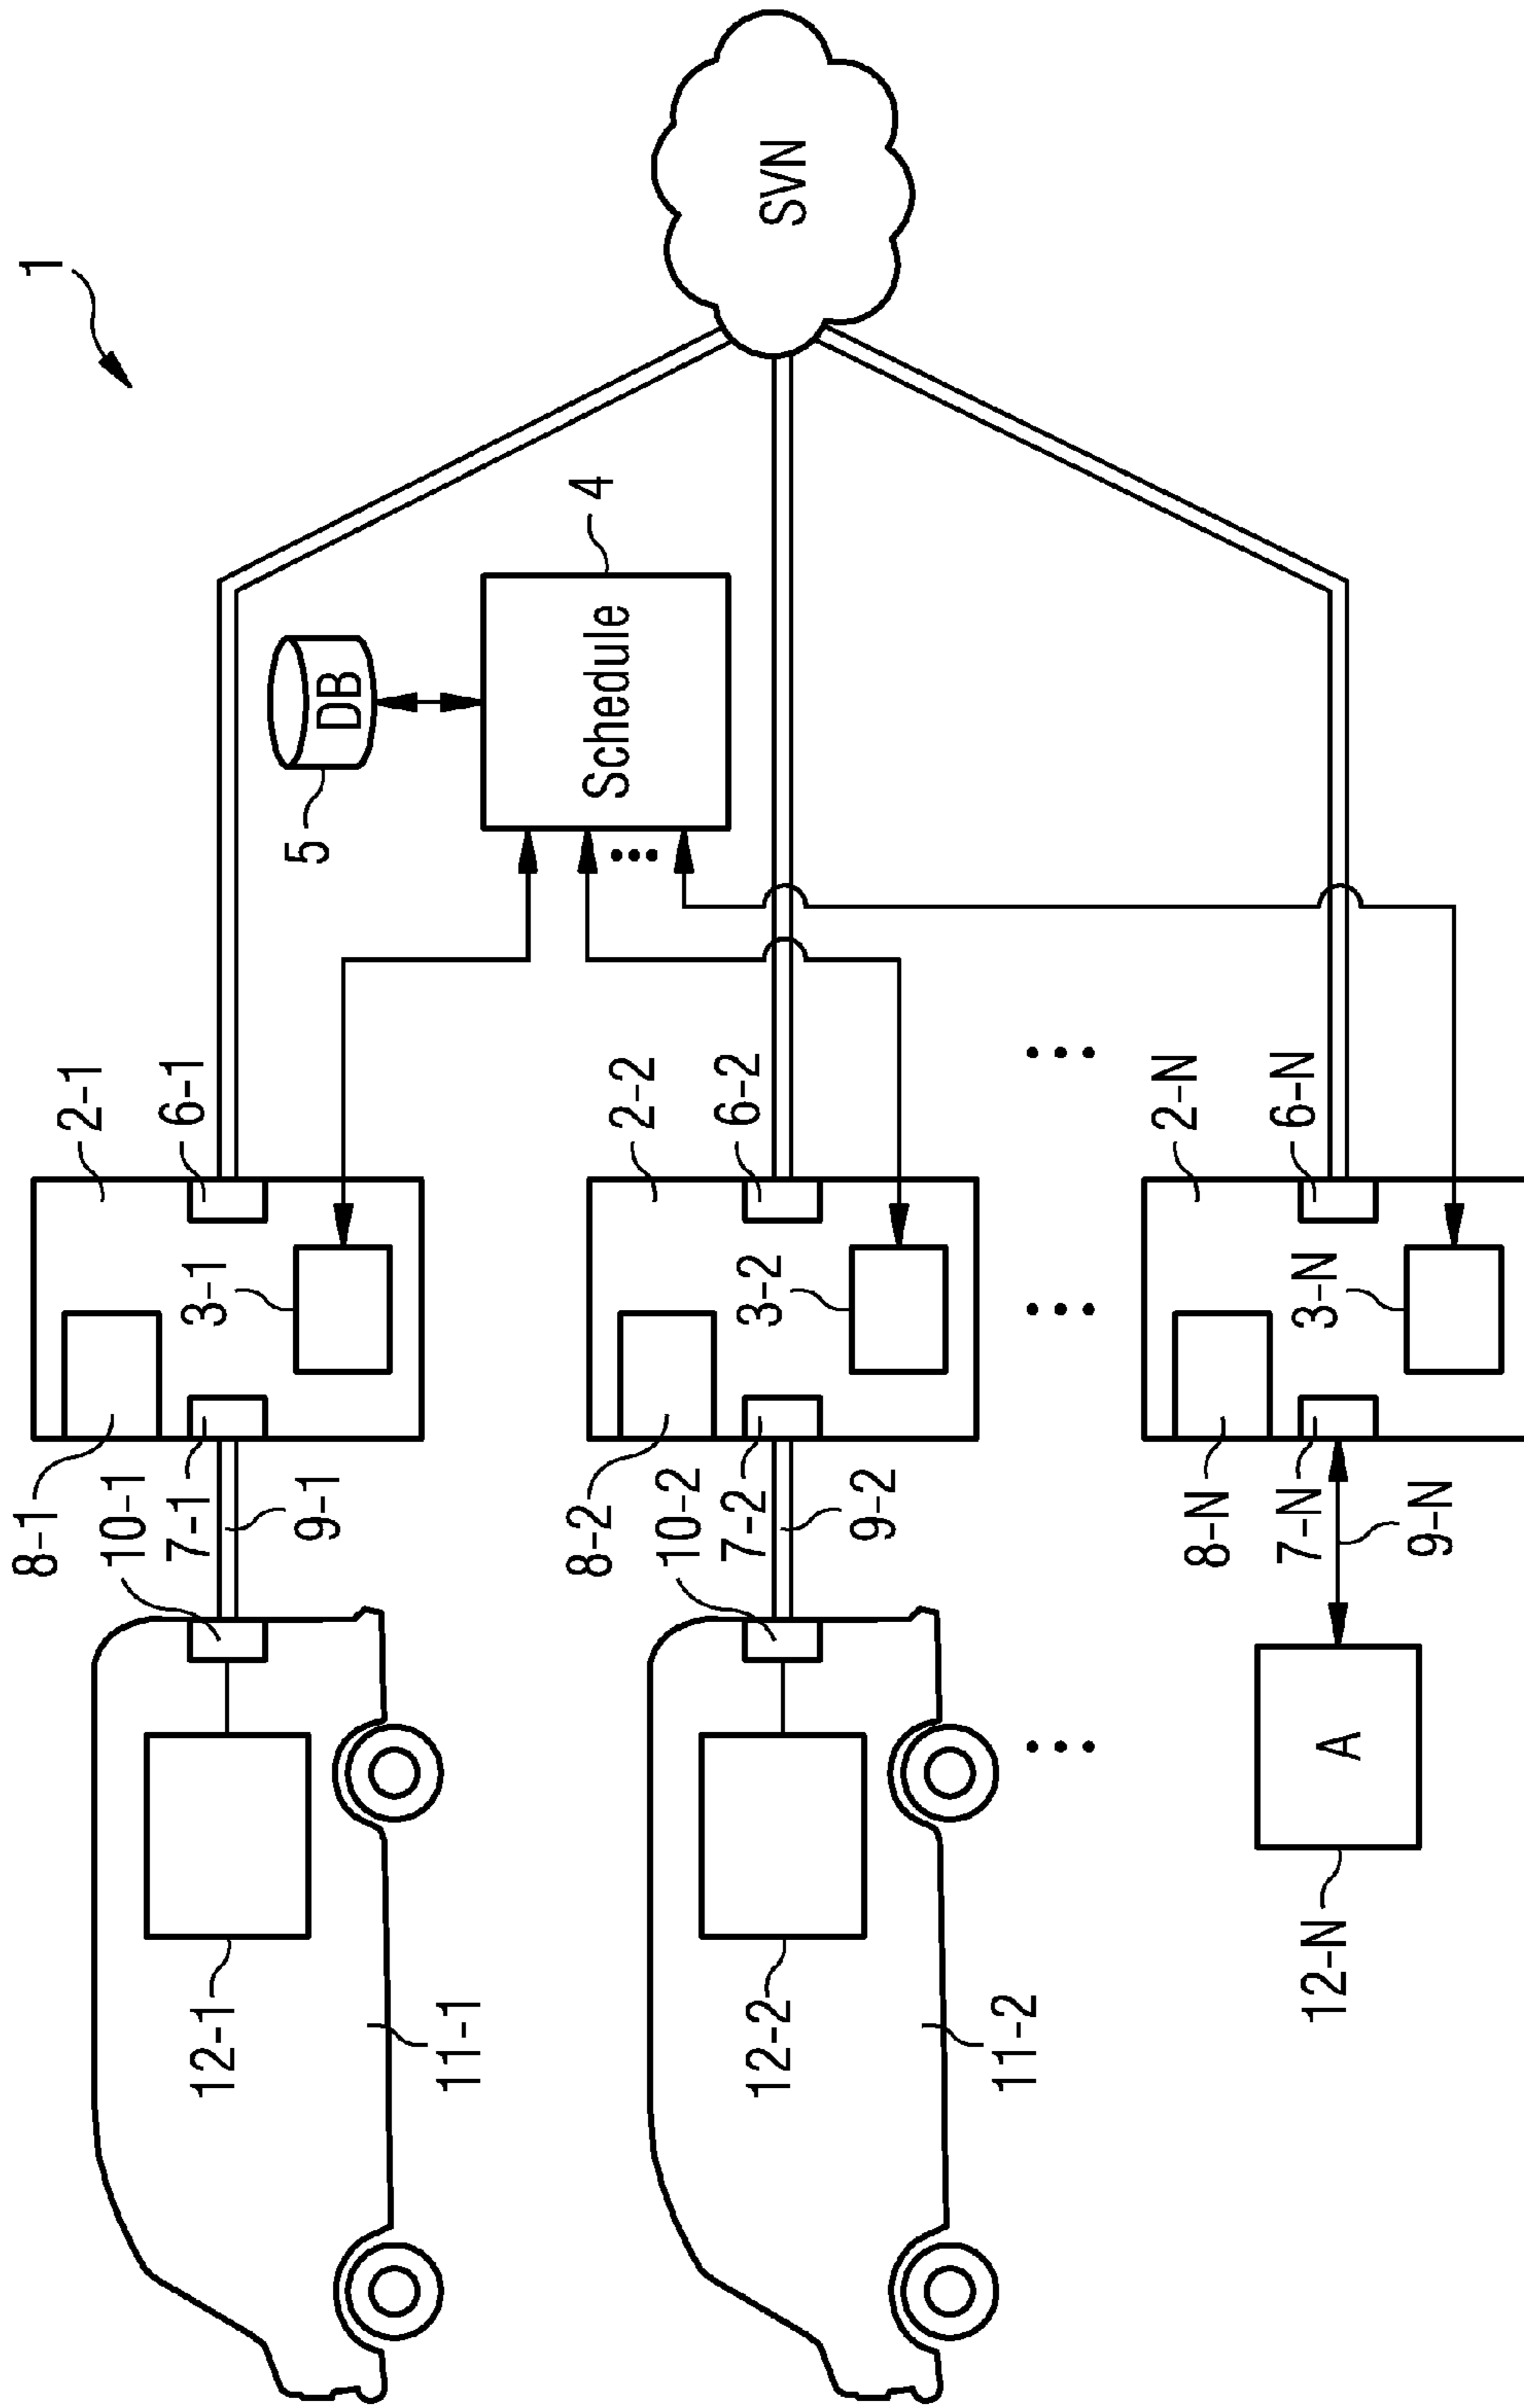 1
SVN
4
Schedule
DB
5
2-1
6-1
3-1
8-1
7-1
9-1
10-1
12-1
11-1
2-2
6-2
3-2
8-2
7-2
9-2
10-2
12-2
11-2
2-N
6-N
3-N
8-N
7-N
9-N
A
12-N